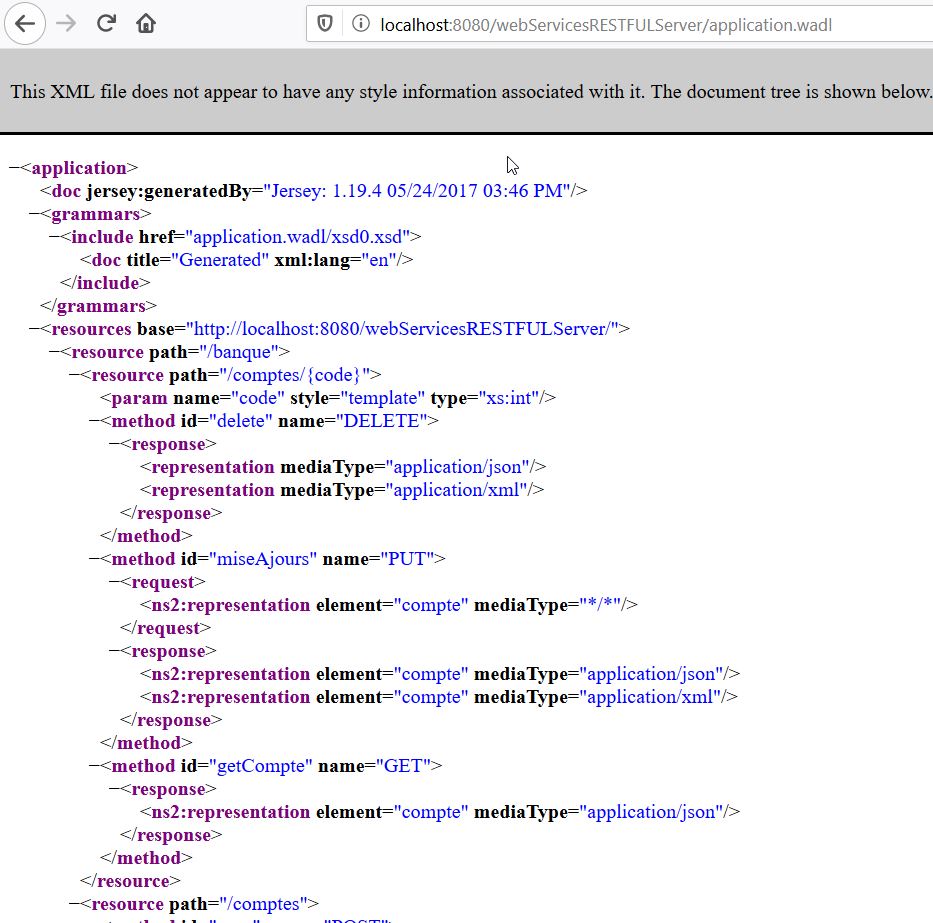 localhost:8080/webServicesRESTFULServer/application.wadl
This XML file does not appear to have any style information associated with it. The document tree is shown below.
−<application>
<doc jersey:generatedBy="Jersey: 1.19.4 05/24/2017 03:46 PM"/>
−<grammars>
−<include href="application.wadl/xsd0.xsd">
<doc title="Generated" xml:lang="en"/>
</include>
</grammars>
−<resources base="http://localhost:8080/webServicesRESTFULServer/">
−<resource path="/banque">
−<resource path="/comptes/{code}">
<param name="code" style="template" type="xs:int"/>
−<method id="delete" name="DELETE">
−<response>
<representation mediaType="application/json"/>
<representation mediaType="application/xml"/>
</response>
</method>
−<method id="miseAjours" name="PUT">
−<request>
<ns2:representation element="compte" mediaType="*/*"/>
</request>
−<response>
<ns2:representation element="compte" mediaType="application/json"/>
<ns2:representation element="compte" mediaType="application/xml"/>
</response>
</method>
−<method id="getCompte" name="GET">
−<response>
<ns2:representation element="compte" mediaType="application/json"/>
</response>
</method>
</resource>
−<resource path="/comptes">